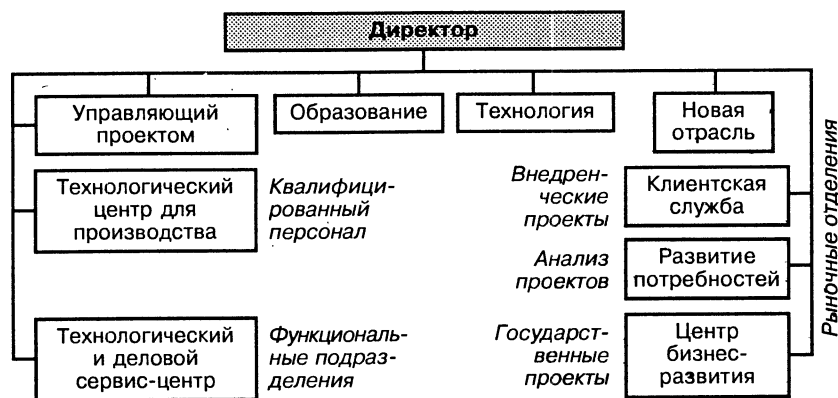 Директор
Управляющий
проектом
Образование
Технология
Новая
отрасль
Технологический
центр для
производства
Квалифици-
рованный
персонал
Внедрен-
ческие
проекты
Клиентская
служба
Анализ
проектов
Развитие
потребностей
Технологический
и деловой
сервис-центр
Функциональ-
ные подраз-
деления
Государст-
венные
проекты
Центр
бизнес-
развития
Рыночные отделения